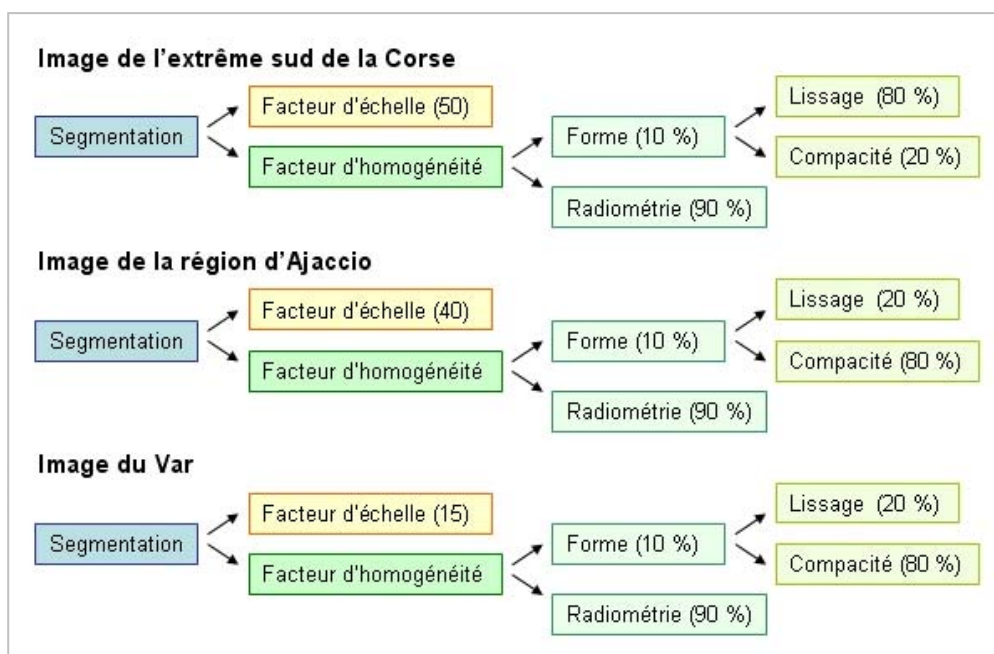 Image de l'extrême sud de la Corse
Segmentation
Facteur d'échelle (50)
Facteur d'homogénéité
Forme (10 %)
Radiométrie (90 %)
Lissage (80 %)
Compacité (20 %)
Image de la région d'Ajaccio
Segmentation
Facteur d'échelle (40)
Facteur d'homogénéité
Forme (10 %)
Radiométrie (90 %)
Lissage (20 %)
Compacité (80 %)
Image du Var
Segmentation
Facteur d'échelle (15)
Facteur d'homogénéité
Forme (10 %)
Radiométrie (90 %)
Lissage (20 %)
Compacité (80 %)